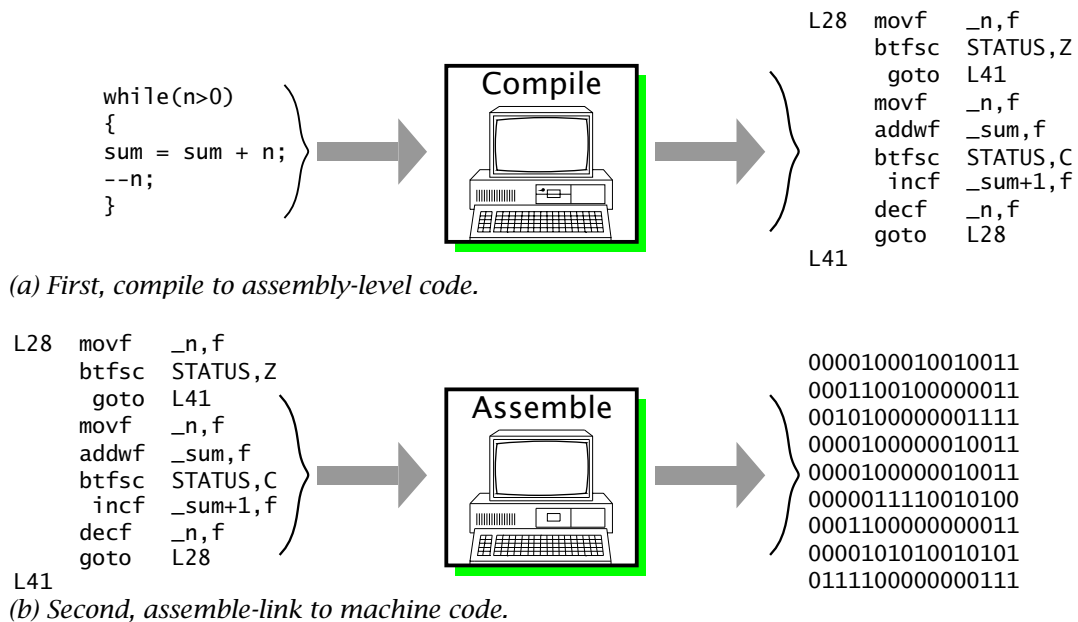 while(n>0)
{
sum = sum + n;
--n;
}
Compile
L28 movf _n,f
btfsc STATUS,Z
goto L41
movf _n,f
addwf _sum,f
btfsc STATUS,C
incf _sum+1,f
decf _n,f
goto L28
L41
(a) First, compile to assembly-level code.
L28 movf _n,f
btfsc STATUS,Z
goto L41
movf _n,f
addwf _sum,f
btfsc STATUS,C
incf _sum+1,f
decf _n,f
goto L28
L41
Assemble
0000100010010011
0001100100000011
0010100000001111
0000100000010011
0000100000010011
0000011110010100
0001100000000011
0000101010010101
0111100000000111
(b) Second, assemble-link to machine code.